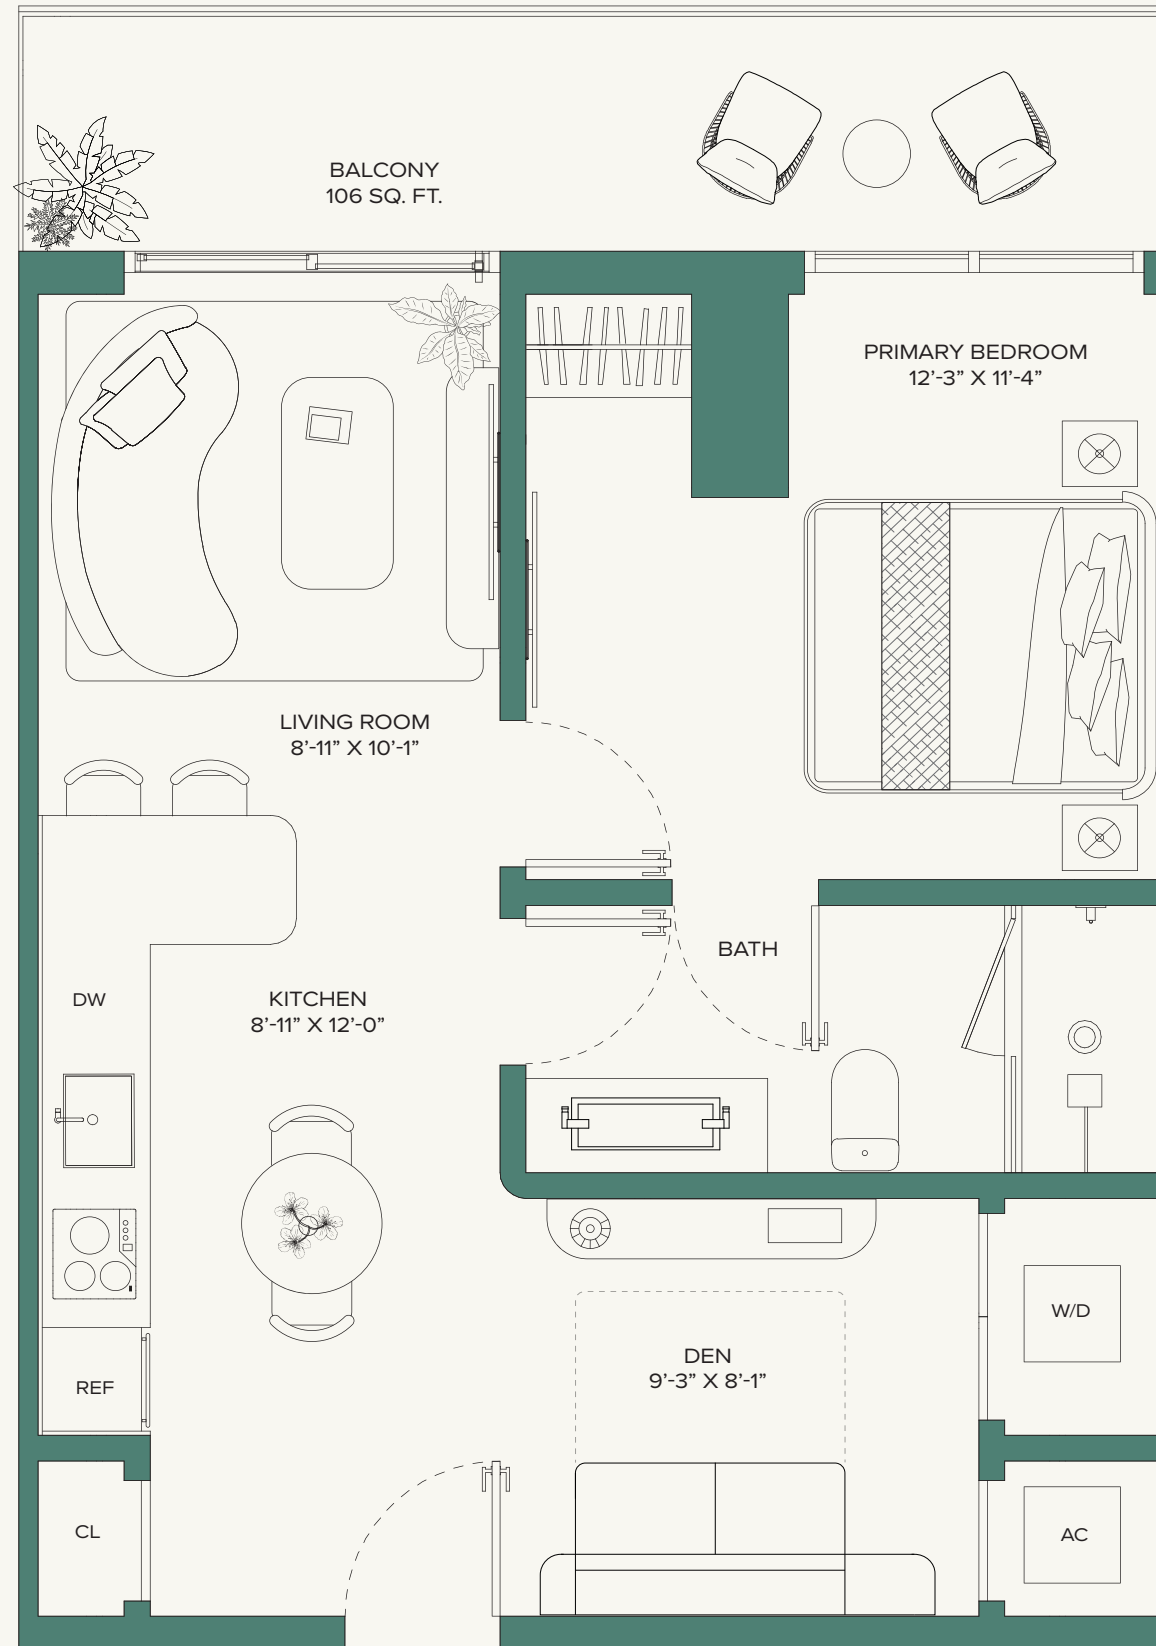 BALCONY
106 SQ. FT.
PRIMARY BEDROOM
12’-3” X 11’-4”
LIVING ROOM
8’-11” X 10’-1”
BATH
DW
KITCHEN
8’-11” X 12’-0”
W/D
DEN
9’-3” X 8’-1”
REF
CL
AC